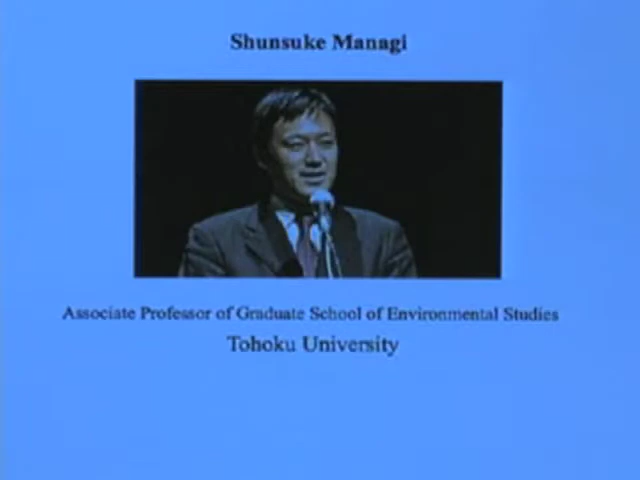 Shunsuke Managi
Associate Professor of Graduate School of Environmental Studies
Tohoku University